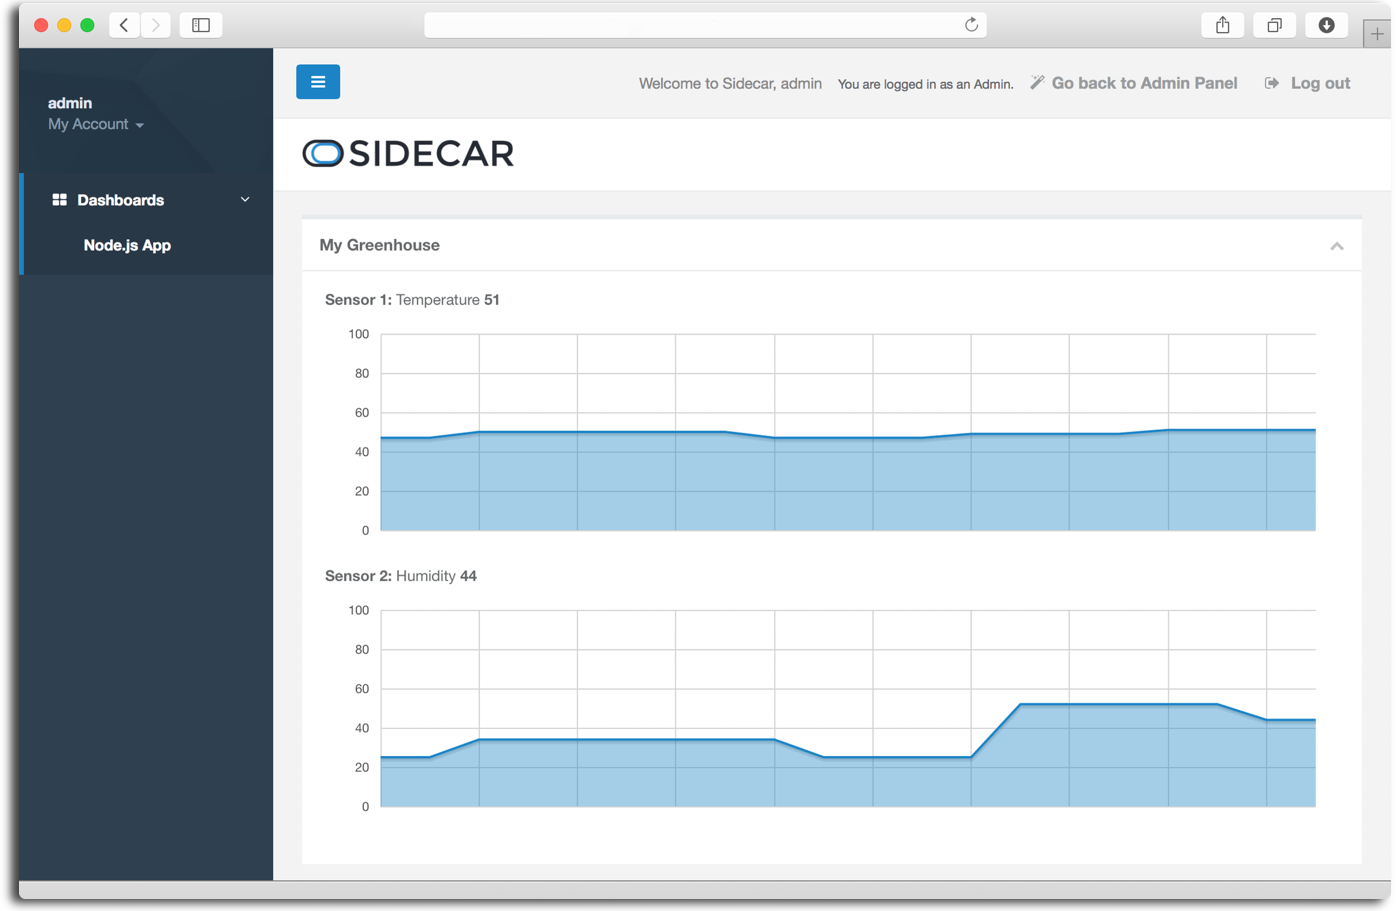 Welcome to Sidecar, admin You are logged in as an Admin. Go back to Admin Panel Log out
admin
My Account
SIDECAR
Dashboards
Node.js App
My Greenhouse
Sensor 1: Temperature 51
100
80
60
40
20
0
Sensor 2: Humidity 44
100
80
60
40
20
0